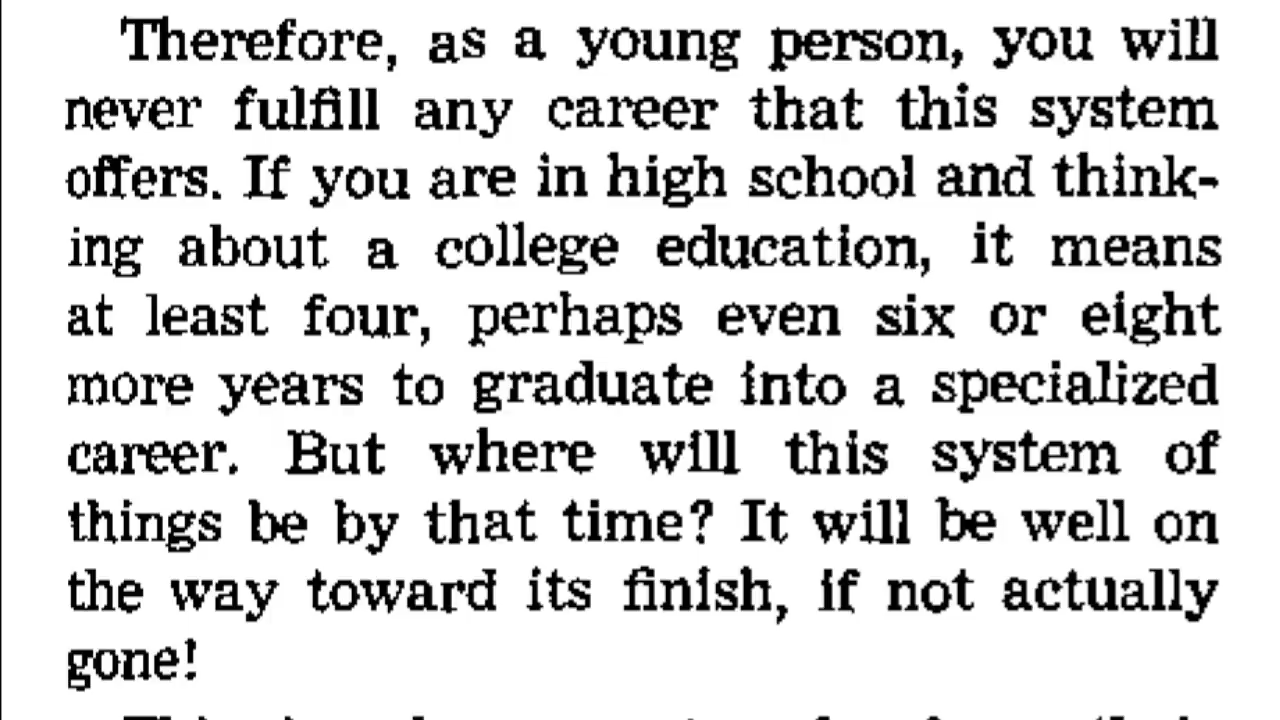 Therefore, as a young person, you will
never fulfill any career that this system
offers. If you are in high school and think-
ing about a college education, it means
at least four, perhaps even six or eight
more years to graduate into a specialized
career. But where will this system of
things be by that time? It will be well on
the way toward its finish, if not actually
gone!